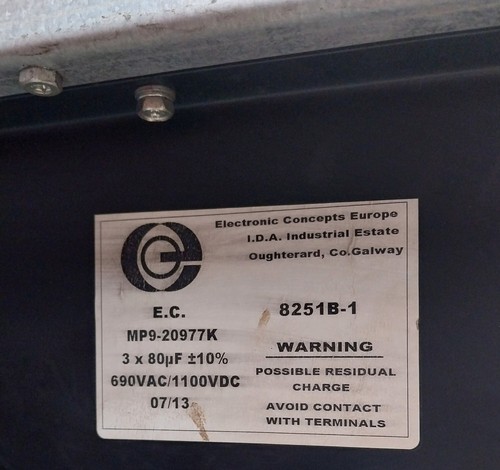 Electronic Concepts Europe
I.D.A. Industrial Estate
Oughterard, Co.Galway
E.C.
MP9-20977K
3 x 80µF ±10%
690VAC/1100VDC
07/13
8251B-1
WARNING
POSSIBLE RESIDUAL
CHARGE
AVOID CONTACT
WITH TERMINALS